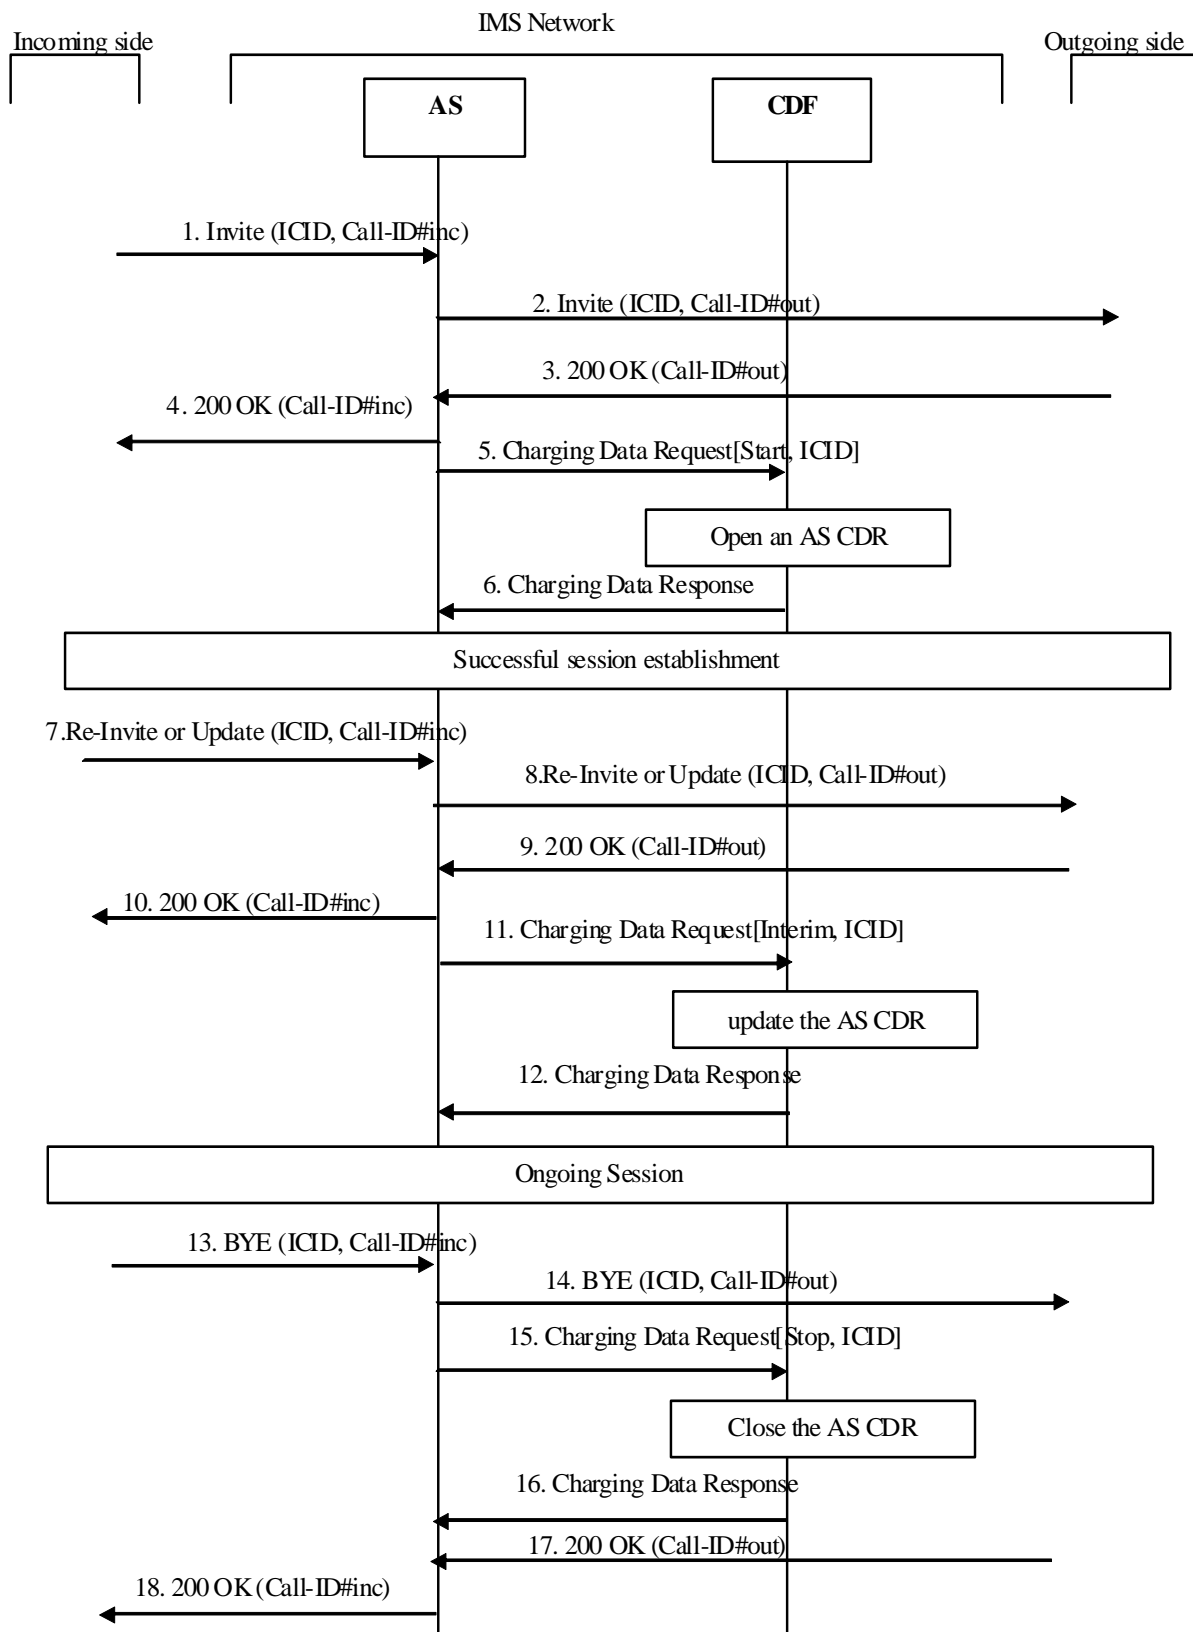 IMS Network
Incoming side
Outgoing side
AS
CDF
1. Invite (ICID, Call-ID#inc)
2. Invite (ICID, Call-ID#out)
3. 200 OK (Call-ID#out)
4. 200 OK (Call-ID#inc)
5. Charging Data Request[Start, ICID]
Open an AS CDR
6. Charging Data Response
Successful session establishment
7.Re-Invite or Update (ICID, Call-ID#inc)
8.Re-Invite or Update (ICID, Call-ID#out)
9. 200 OK (Call-ID#out)
10. 200 OK (Call-ID#inc)
11. Charging Data Request[Interim, ICID]
update the AS CDR
12. Charging Data Response
Ongoing Session
13. BYE (ICID, Call-ID#inc)
14. BYE (ICID, Call-ID#out)
15. Charging Data Request[Stop, ICID]
Close the AS CDR
16. Charging Data Response
17. 200 OK (Call-ID#out)
18. 200 OK (Call-ID#inc)